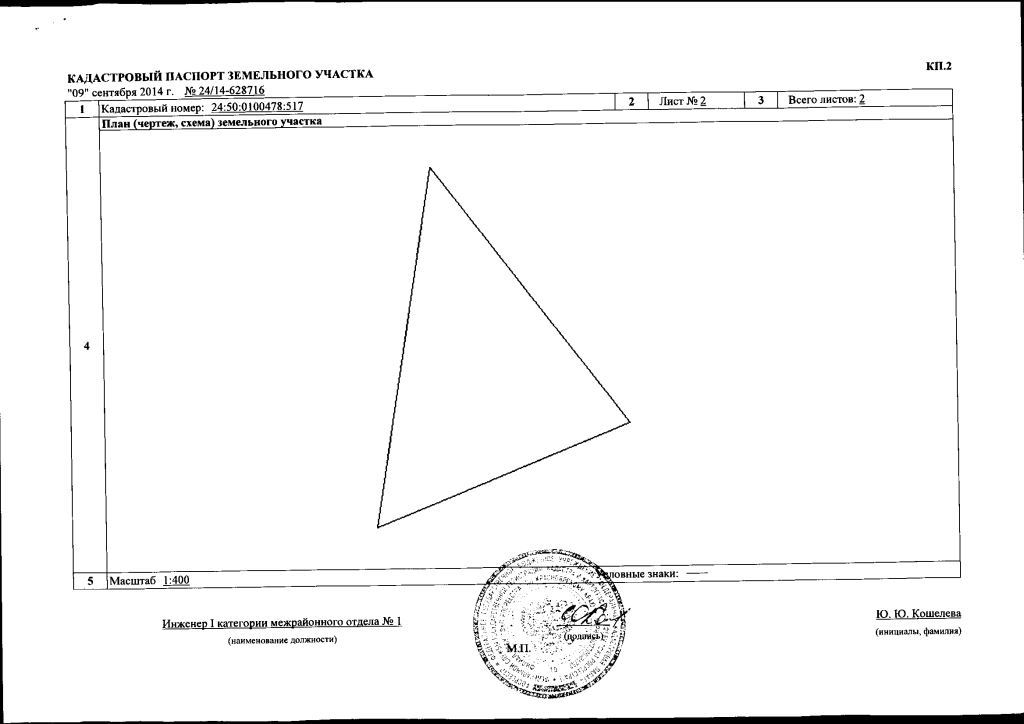 КП.2
КАДАСТРОВЫЙ ПАСПОРТ ЗЕМЕЛЬНОГО УЧАСТКА
"09" сентября 2014 г. № 24/14-628716
1 Кадастровый номер: 24:50:0100478:517 2 Лист № 2 3 Всего листов: 2
План (чертеж, схема) земельного участка
4
5 Масштаб 1:400 словные знаки:
Инженер I категории межрайонного отдела № 1 Ю. Ю. Кошелева
(наименование должности) (подпись) (инициалы, фамилия)
М.П.